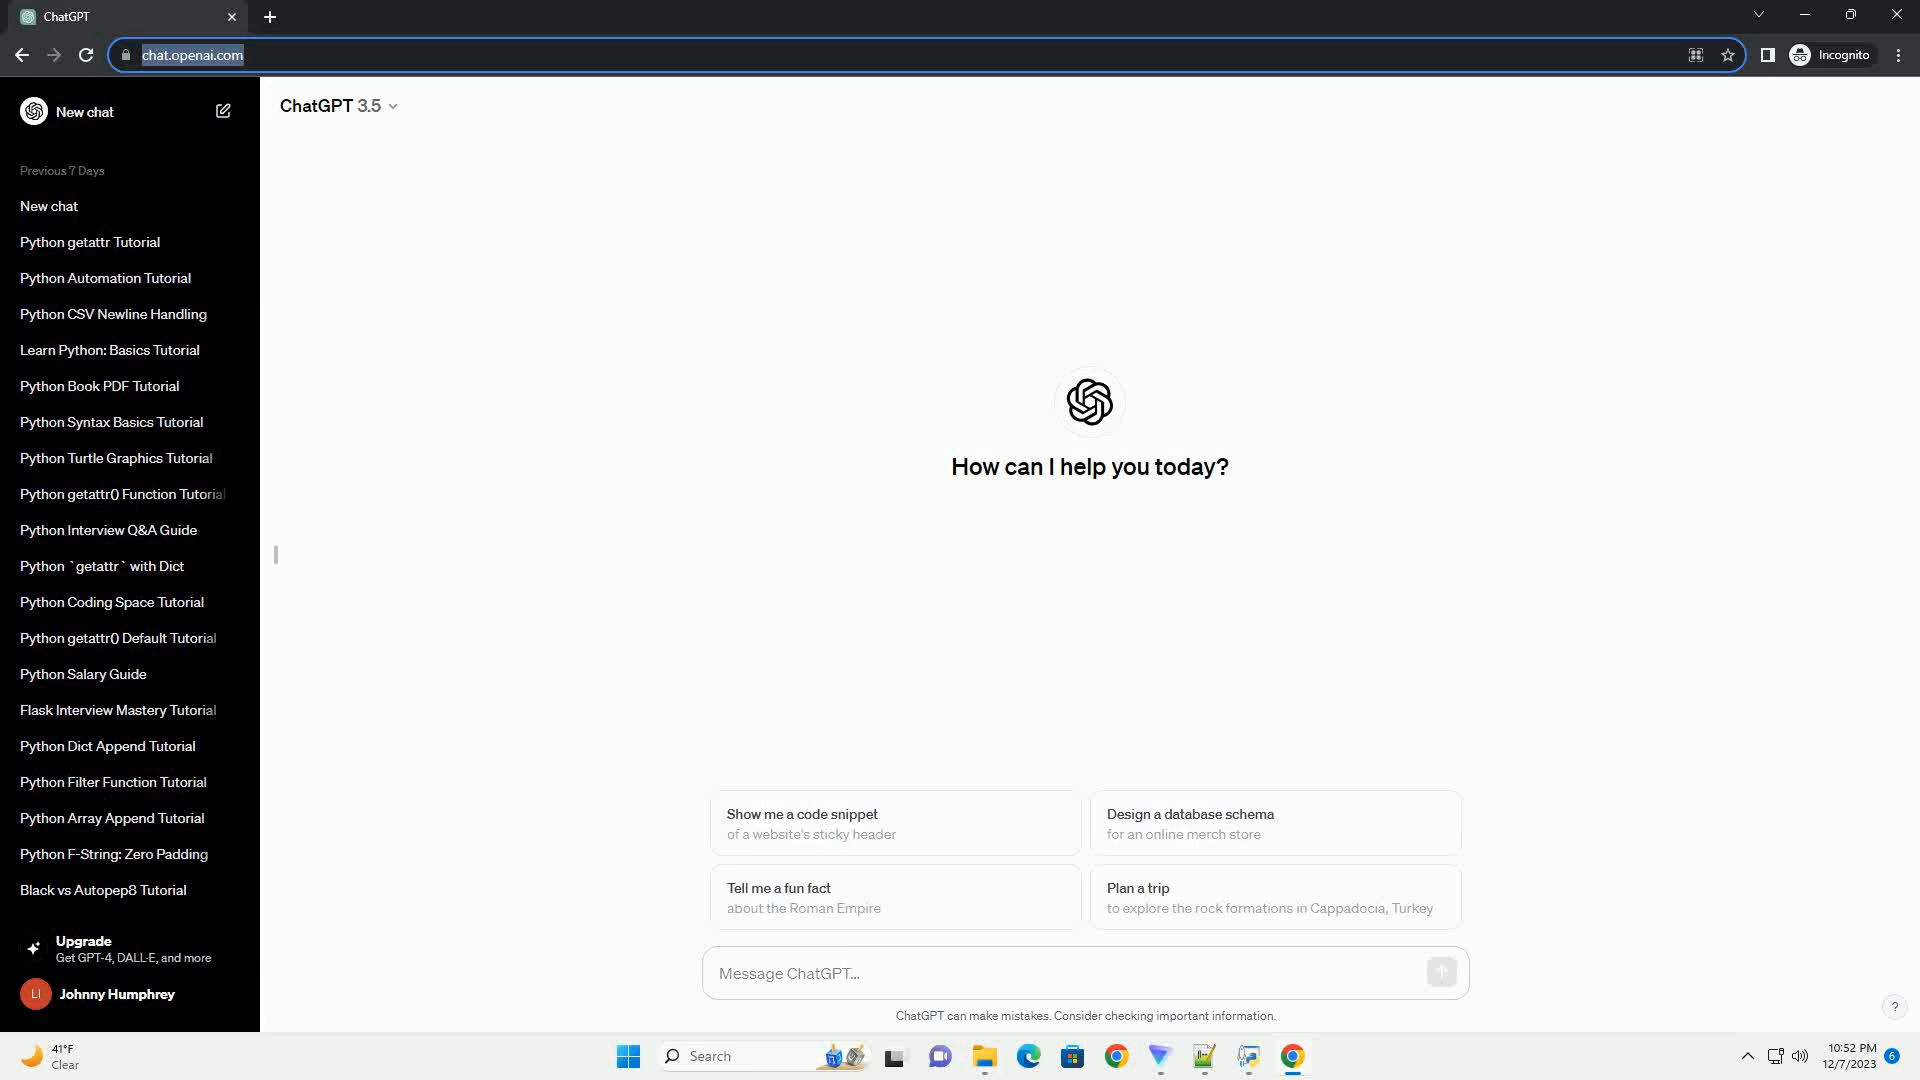 ChatGPT
chat.openai.com
Incognito
New chat
ChatGPT 3.5
Previous 7 Days
New chat
Python getattr Tutorial
Python Automation Tutorial
Python CSV Newline Handling
Learn Python: Basics Tutorial
Python Book PDF Tutorial
Python Syntax Basics Tutorial
Python Turtle Graphics Tutorial
Python getattr() Function Tutorial
Python Interview Q&A Guide
Python `getattr` with Dict
Python Coding Space Tutorial
Python getattr() Default Tutorial
Python Salary Guide
Flask Interview Mastery Tutorial
Python Dict Append Tutorial
Python Filter Function Tutorial
Python Array Append Tutorial
Python F-String: Zero Padding
Black vs Autopep8 Tutorial
Upgrade
Get GPT-4, DALL·E, and more
LI
Johnny Humphrey
How can I help you today?
Show me a code snippet
of a website's sticky header
Design a database schema
for an online merch store
Tell me a fun fact
about the Roman Empire
Plan a trip
to explore the rock formations in Cappadocia, Turkey
Message ChatGPT...
ChatGPT can make mistakes. Consider checking important information.
?
41°F
Clear
Search
10:52 PM
12/7/2023
6